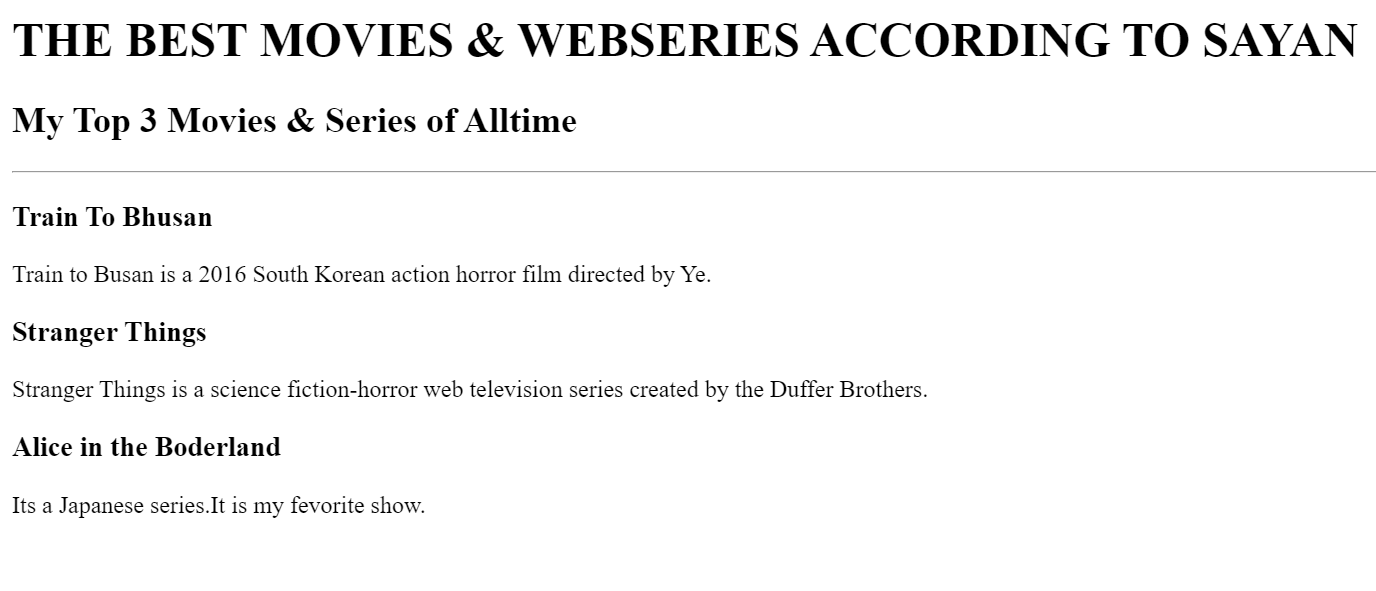 THE BEST MOVIES & WEBSERIES ACCORDING TO SAYAN
My Top 3 Movies & Series of Alltime
Train To Bhusan
Train to Busan is a 2016 South Korean action horror film directed by Ye.
Stranger Things
Stranger Things is a science fiction-horror web television series created by the Duffer Brothers.
Alice in the Boderland
Its a Japanese series.It is my fevorite show.